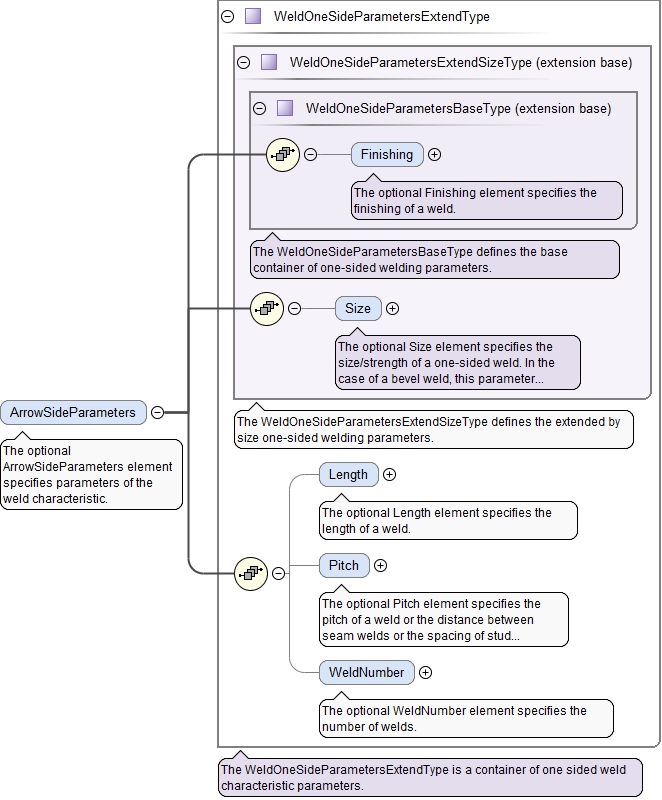 WeldOneSideParametersExtendType
WeldOneSideParametersExtendSizeType (extension base)
WeldOneSideParametersBaseType (extension base)
Finishing
The optional Finishing element specifies the
finishing of a weld.
The WeldOneSideParametersBaseType defines the base
container of one-sided welding parameters.
Size
The optional Size element specifies the
size/strength of a one-sided weld. In the
case of a bevel weld, this parameter...
ArrowSideParameters
The optional
ArrowSideParameters element
specifies parameters of the
weld characteristic.
The WeldOneSideParametersExtendSizeType defines the extended by
size one-sided welding parameters.
Length
The optional Length element specifies the
length of a weld.
Pitch
The optional Pitch element specifies the
pitch of a weld or the distance between
seam welds or the spacing of stud...
WeldNumber
The optional WeldNumber element specifies the
number of welds.
The WeldOneSideParametersExtendType is a container of one sided weld
characteristic parameters.